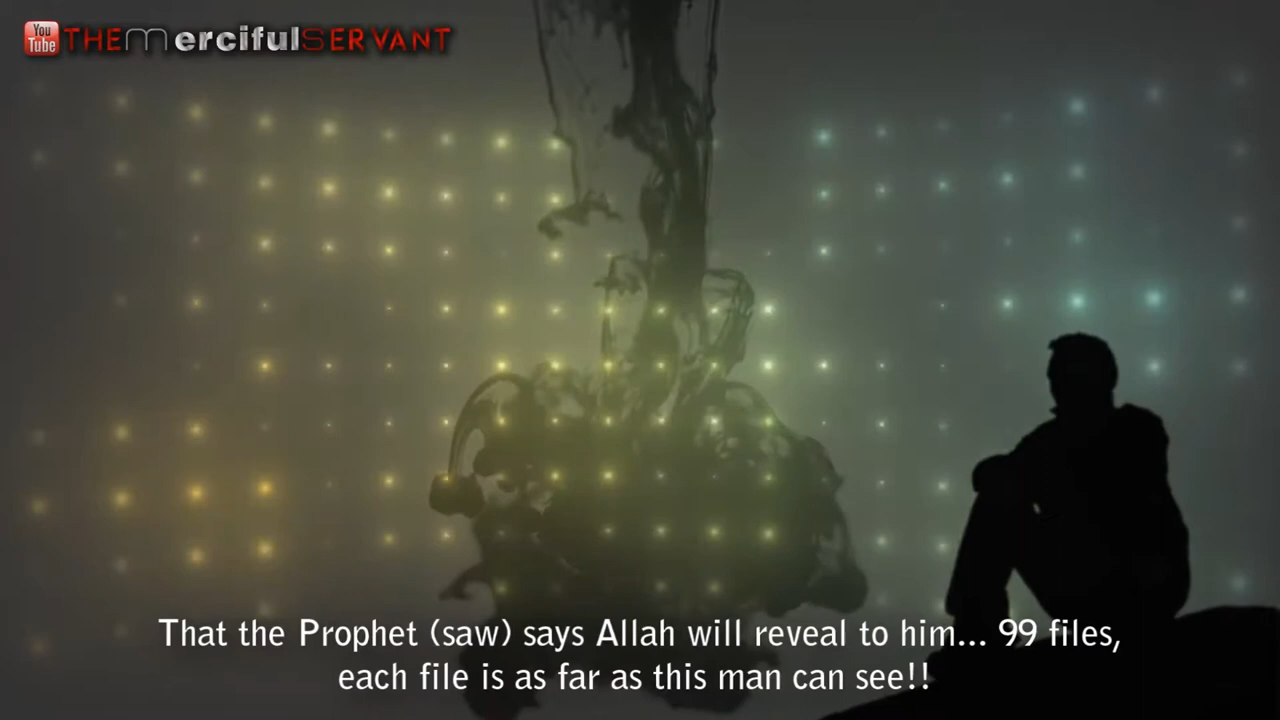 You
Tube THEmercifulSERVANT
That the Prophet (saw) says Allah will reveal to him... 99 files,
each file is as far as this man can see!!